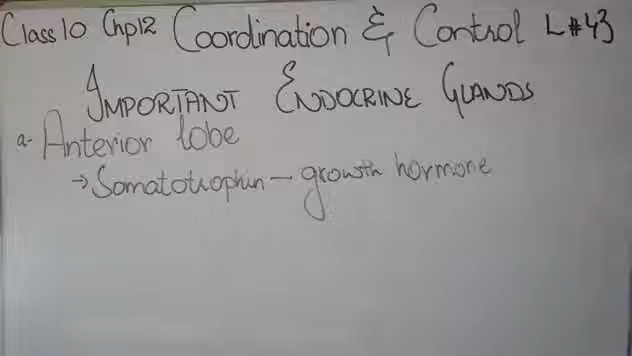 Class 10 Chp12 Coordination & Control L#43
IMPORTANT ENDOCRINE GLANDS
a- Anterior lobe
→ Somatotrophin – growth hormone